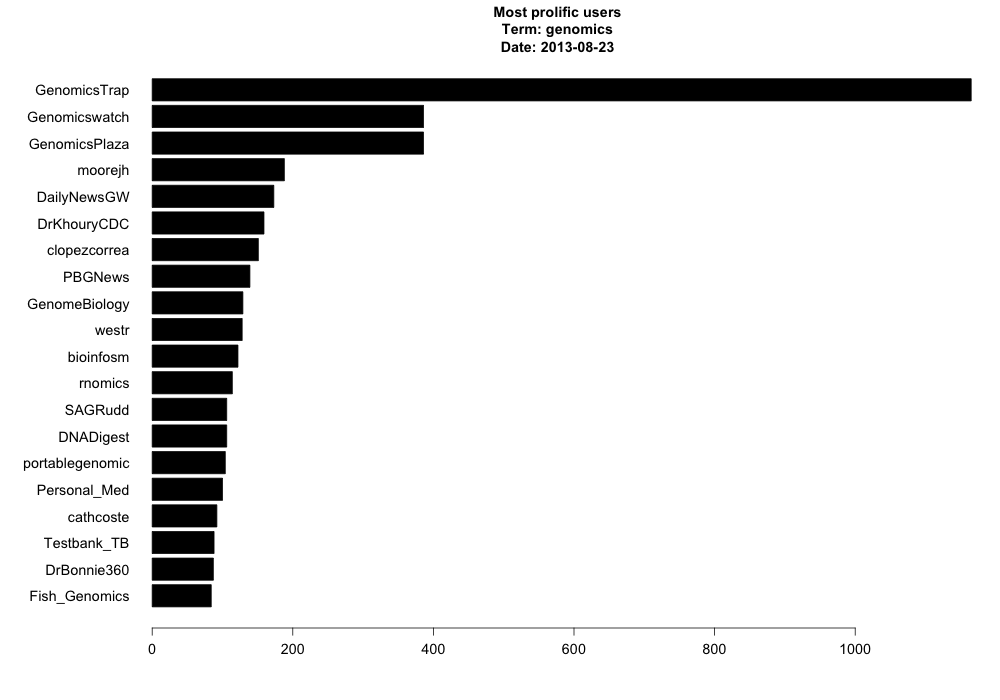 Most prolific users
Term: genomics
Date: 2013-08-23
GenomicsTrap
Genomicswatch
GenomicsPlaza
moorejh
DailyNewsGW
DrKhouryCDC
clopezcorrea
PBGNews
GenomeBiology
westr
bioinfosm
rnomics
SAGRudd
DNADigest
portablegenomic
Personal_Med
cathcoste
Testbank_TB
DrBonnie360
Fish_Genomics
0 200 400 600 800 1000